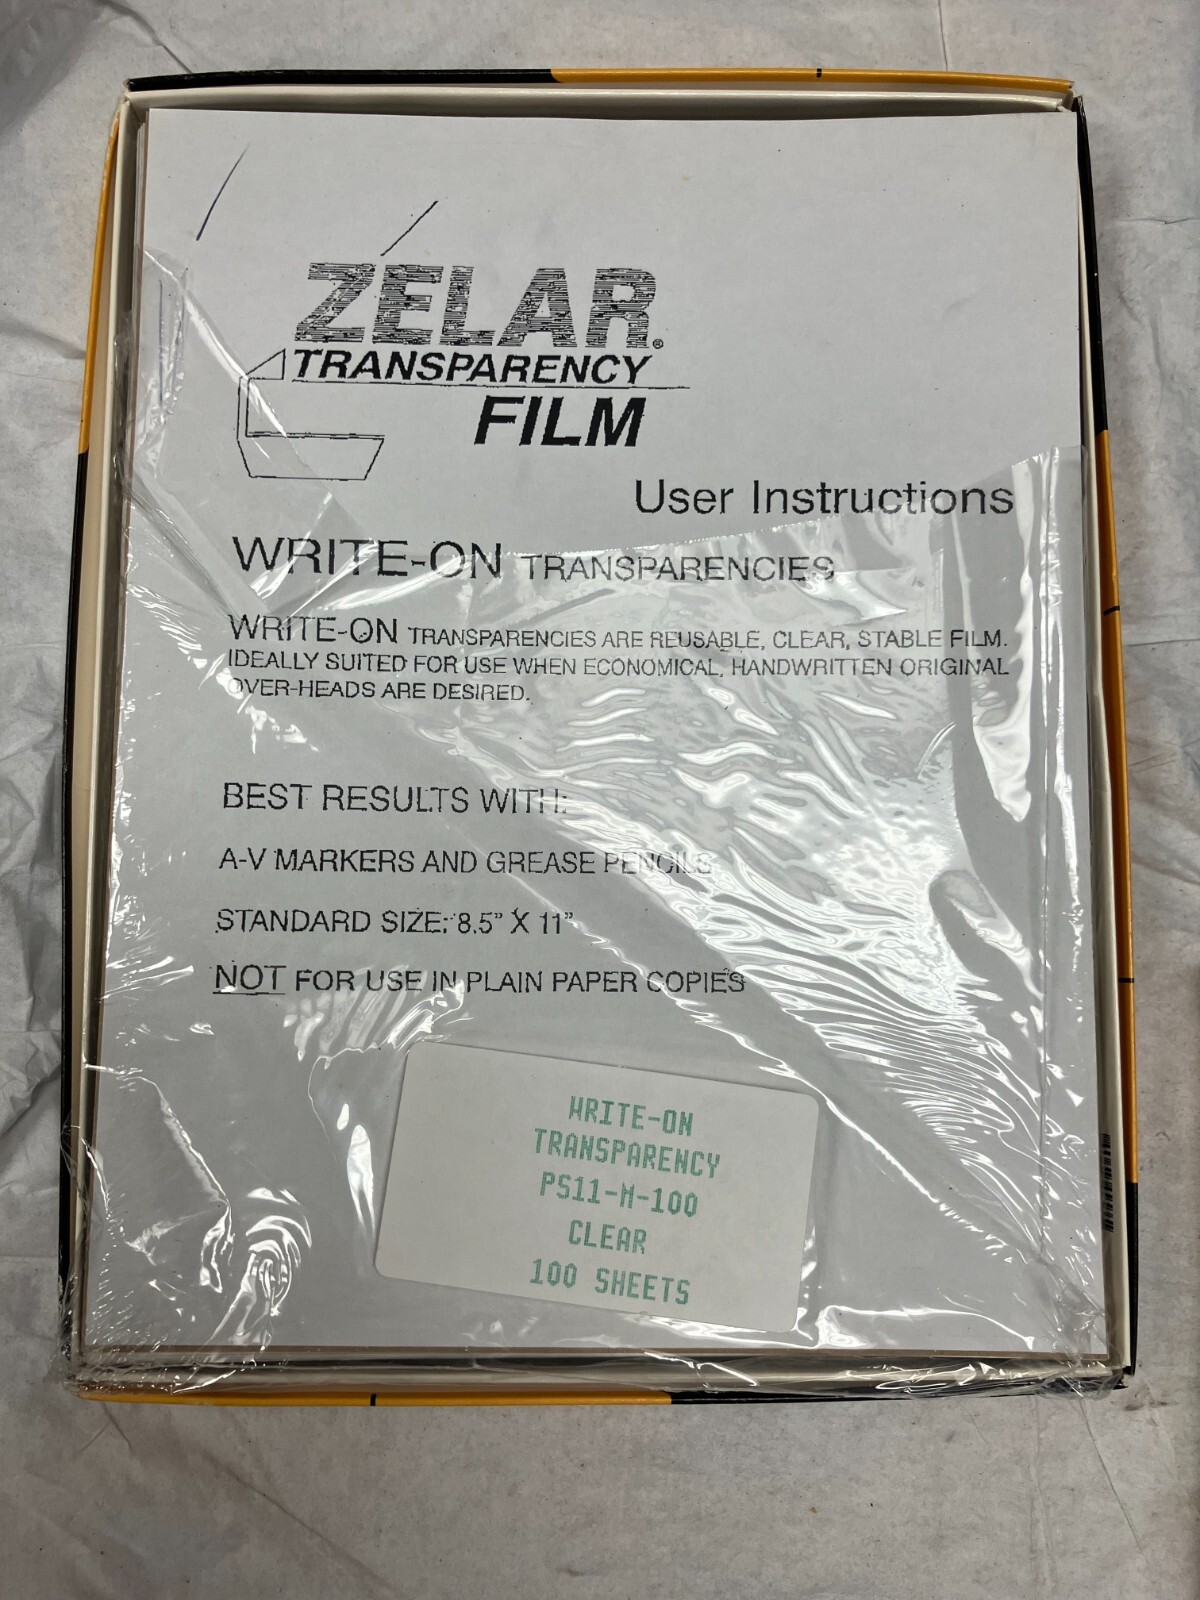 ZELAR®
TRANSPARENCY
FILM
User Instructions
WRITE-ON TRANSPARENCIES
WRITE-ON TRANSPARENCIES ARE REUSABLE, CLEAR, STABLE FILM.
IDEALLY SUITED FOR USE WHEN ECONOMICAL, HANDWRITTEN ORIGINAL
OVER-HEADS ARE DESIRED.
BEST RESULTS WITH:
A-V MARKERS AND GREASE PENCILS
STANDARD SIZE: 8.5" X 11"
NOT FOR USE IN PLAIN PAPER COPIES
WRITE-ON
TRANSPARENCY
PS11-W-100
CLEAR
100 SHEETS